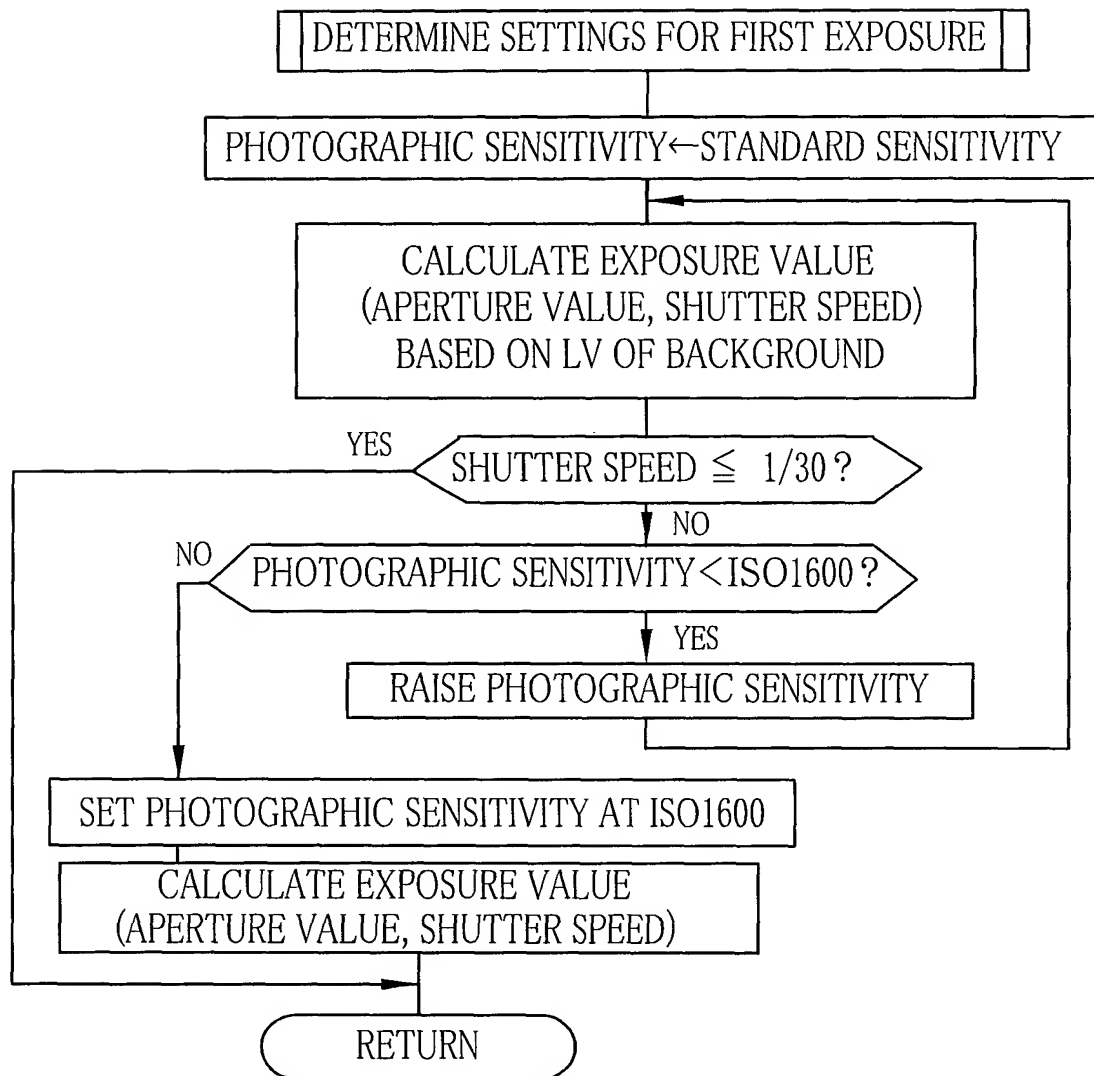 DETERMINE SETTINGS FOR FIRST EXPOSURE
PHOTOGRAPHIC SENSITIVITY←STANDARD SENSITIVITY
CALCULATE EXPOSURE VALUE
(APERTURE VALUE, SHUTTER SPEED)
BASED ON LV OF BACKGROUND
YES
SHUTTER SPEED ≦ 1/30?
NO
NO
PHOTOGRAPHIC SENSITIVITY<ISO1600?
YES
RAISE PHOTOGRAPHIC SENSITIVITY
SET PHOTOGRAPHIC SENSITIVITY AT ISO1600
CALCULATE EXPOSURE VALUE
(APERTURE VALUE, SHUTTER SPEED)
RETURN